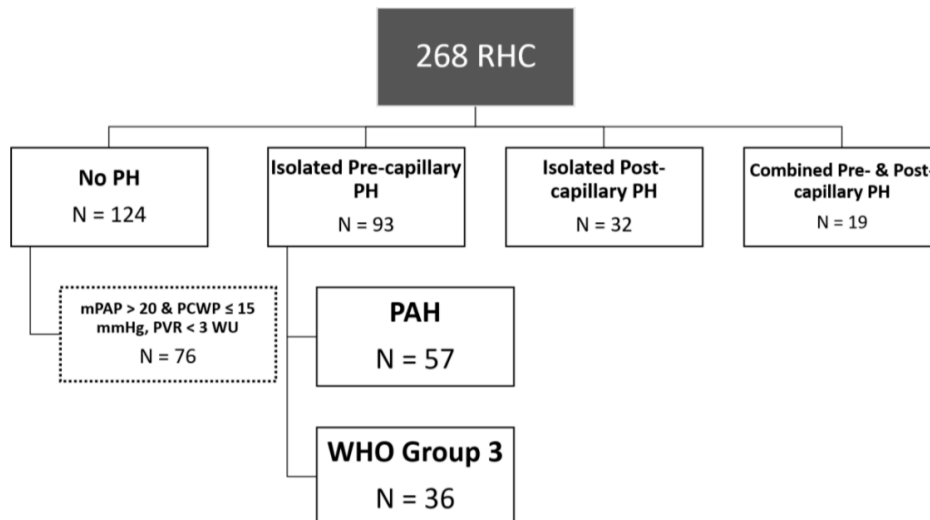 268 RHC
No PH
N = 124
Isolated Pre-capillary
PH
N = 93
Isolated Post-
capillary PH
N = 32
Combined Pre- & Post-
capillary PH
N = 19
mPAP > 20 & PCWP ≤ 15
mmHg, PVR < 3 WU
N = 76
PAH
N = 57
WHO Group 3
N = 36